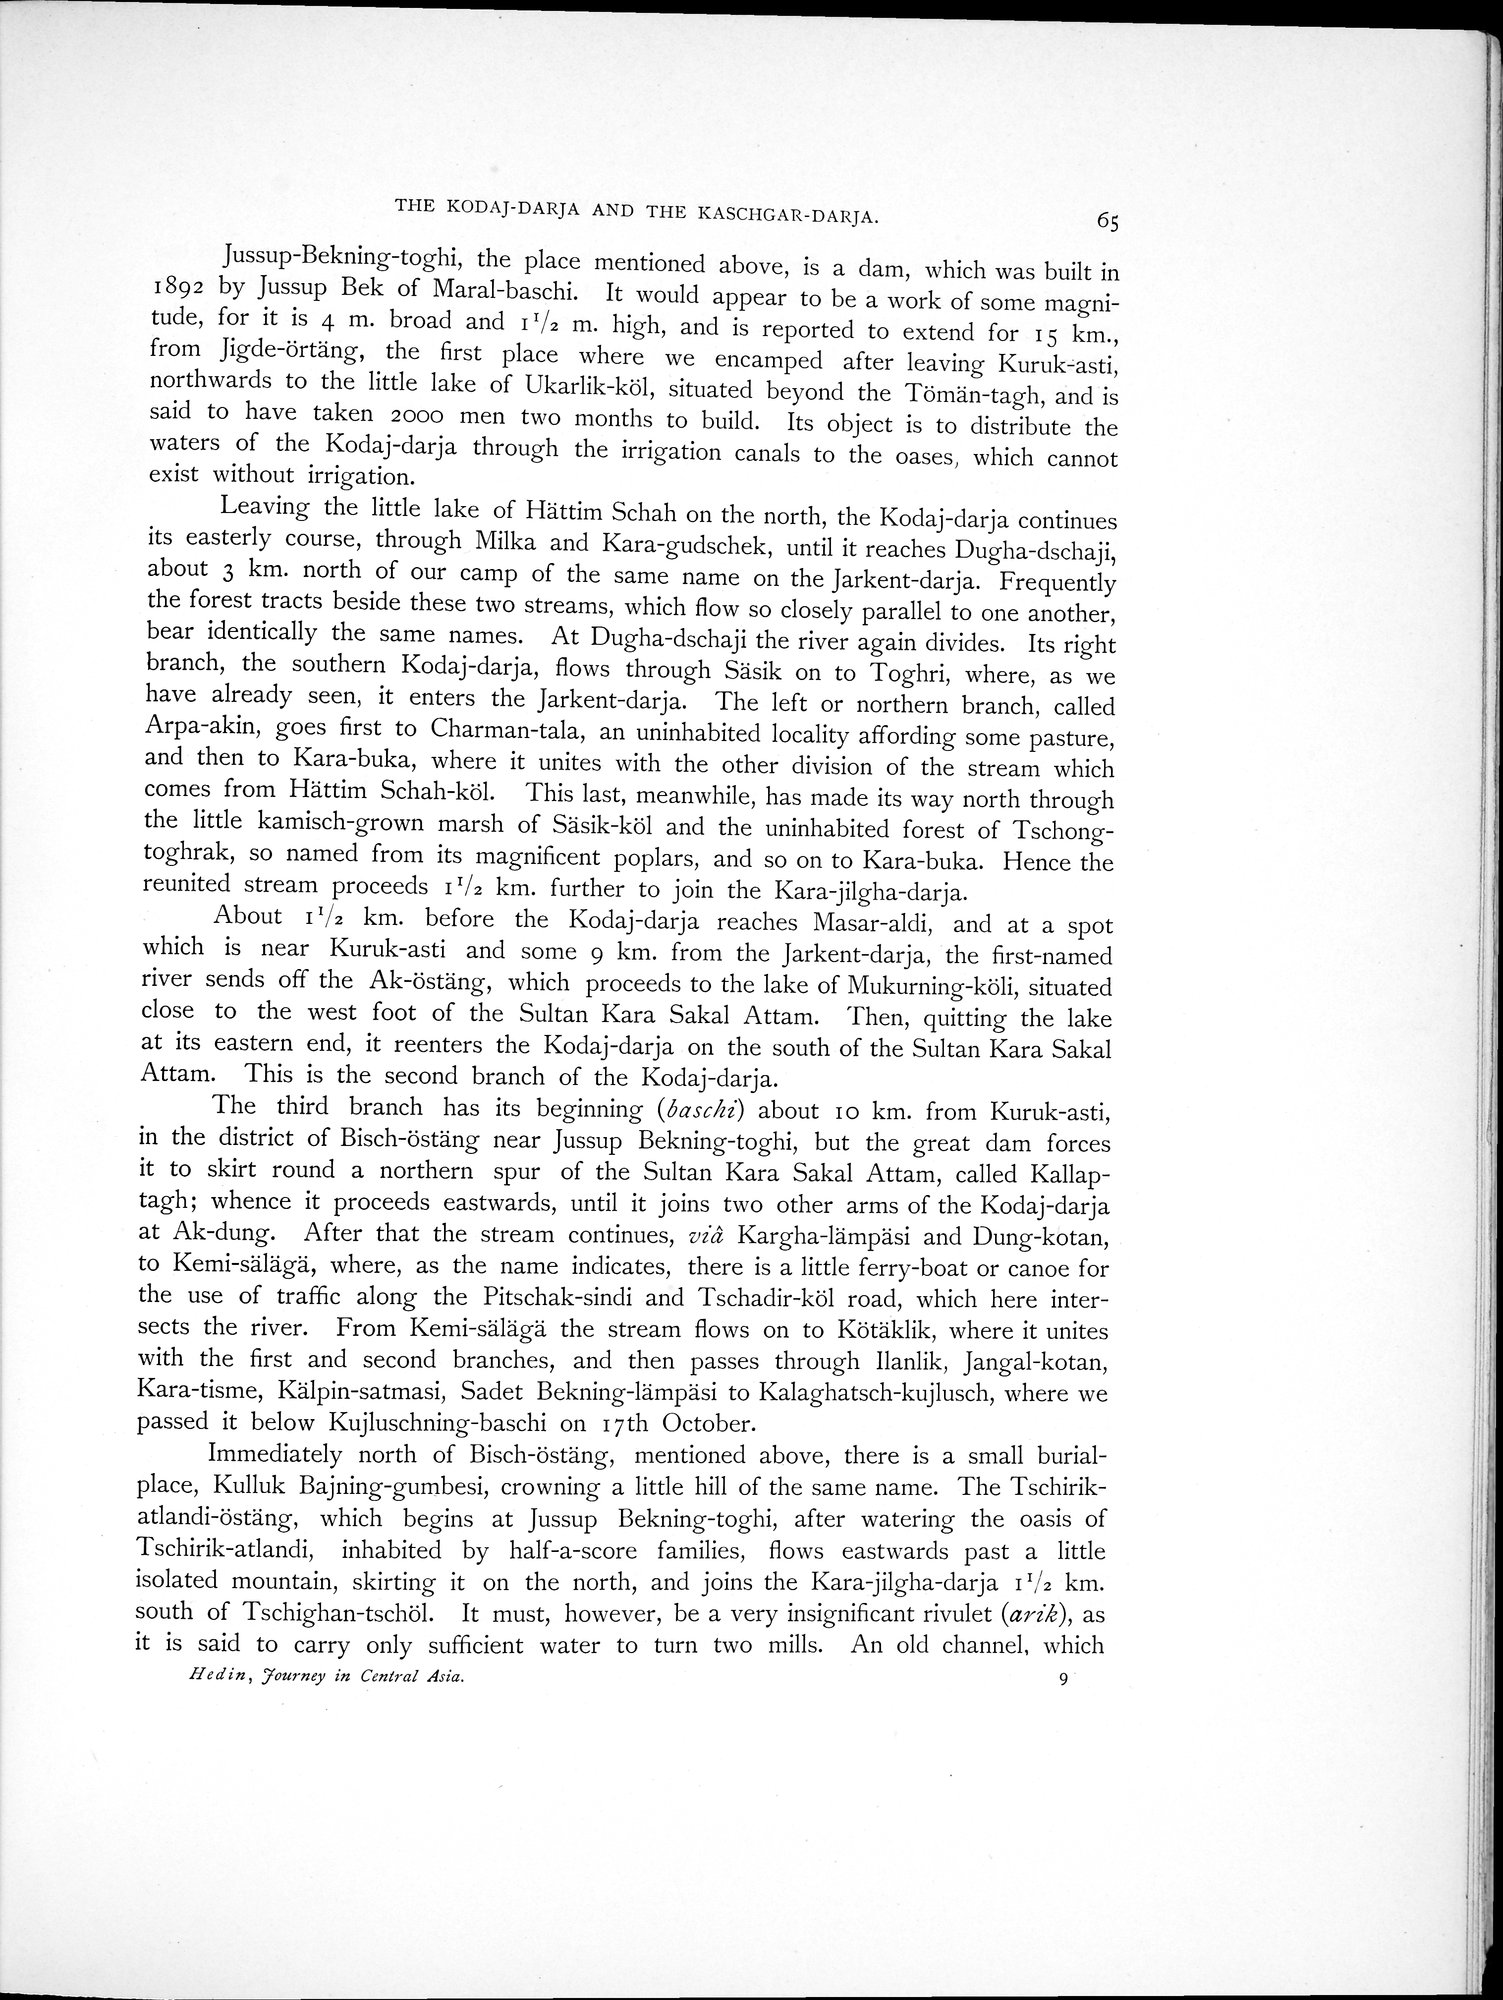 THE KODAJ-DARJA AND THE KASCHGAR-DARJA. 65
Jussup-Bekning-toghi, the place mentioned above, is a dam, which was built in
1892 by Jussup Bek of Maral-baschi. It would appear to be a work of some magni-
tude, for it is 4 m. broad and 1 1/2 m. high, and is reported to extend for 15 km.,
from Jigde-örtäng, the first place where we encamped after leaving Kuruk-asti,
northwards to the little lake of Ukarlik-köl, situated beyond the Tömän-tagh, and is
said to have taken 2000 men two months to build. Its object is to distribute the
waters of the Kodaj-darja through the irrigation canals to the oases, which cannot
exist without irrigation.
Leaving the little lake of Hättim Schah on the north, the Kodaj-darja continues
its easterly course, through Milka and Kara-gudschek, until it reaches Dugha-dschaji,
about 3 km. north of our camp of the same name on the Jarkent-darja. Frequently
the forest tracts beside these two streams, which flow so closely parallel to one another,
bear identically the same names. At Dugha-dschaji the river again divides. Its right
branch, the southern Kodaj-darja, flows through Säsik on to Toghri, where, as we
have already seen, it enters the Jarkent-darja. The left or northern branch, called
Arpa-akin, goes first to Charman-tala, an uninhabited locality affording some pasture,
and then to Kara-buka, where it unites with the other division of the stream which
comes from Hättim Schah-köl. This last, meanwhile, has made its way north through
the little kamisch-grown marsh of Säsik-köl and the uninhabited forest of Tschong-
toghrak, so named from its magnificent poplars, and so on to Kara-buka. Hence the
reunited stream proceeds 1 1/2 km. further to join the Kara-jilgha-darja.
About 1 1/2 km. before the Kodaj-darja reaches Masar-aldi, and at a spot
which is near Kuruk-asti and some 9 km. from the Jarkent-darja, the first-named
river sends off the Ak-östäng, which proceeds to the lake of Mukurning-köli, situated
close to the west foot of the Sultan Kara Sakal Attam. Then, quitting the lake
at its eastern end, it reenters the Kodaj-darja on the south of the Sultan Kara Sakal
Attam. This is the second branch of the Kodaj-darja.
The third branch has its beginning (baschi) about 10 km. from Kuruk-asti,
in the district of Bisch-östäng near Jussup Bekning-toghi, but the great dam forces
it to skirt round a northern spur of the Sultan Kara Sakal Attam, called Kallap-
tagh; whence it proceeds eastwards, until it joins two other arms of the Kodaj-darja
at Ak-dung. After that the stream continues, viâ Kargha-lämpäsi and Dung-kotan,
to Kemi-sälägä, where, as the name indicates, there is a little ferry-boat or canoe for
the use of traffic along the Pitschak-sindi and Tschadir-köl road, which here inter-
sects the river. From Kemi-sälägä the stream flows on to Kötäklik, where it unites
with the first and second branches, and then passes through Ilanlik, Jangal-kotan,
Kara-tisme, Kälpin-satmasi, Sadet Bekning-lämpäsi to Kalaghatsch-kujlusch, where we
passed it below Kujluschning-baschi on 17th October.
Immediately north of Bisch-östäng, mentioned above, there is a small burial-
place, Kulluk Bajning-gumbesi, crowning a little hill of the same name. The Tschirik-
atlandi-östäng, which begins at Jussup Bekning-toghi, after watering the oasis of
Tschirik-atlandi, inhabited by half-a-score families, flows eastwards past a little
isolated mountain, skirting it on the north, and joins the Kara-jilgha-darja 1 1/2 km.
south of Tschighan-tschöl. It must, however, be a very insignificant rivulet (arik), as
it is said to carry only sufficient water to turn two mills. An old channel, which
Hedin, Journey in Central Asia. 9